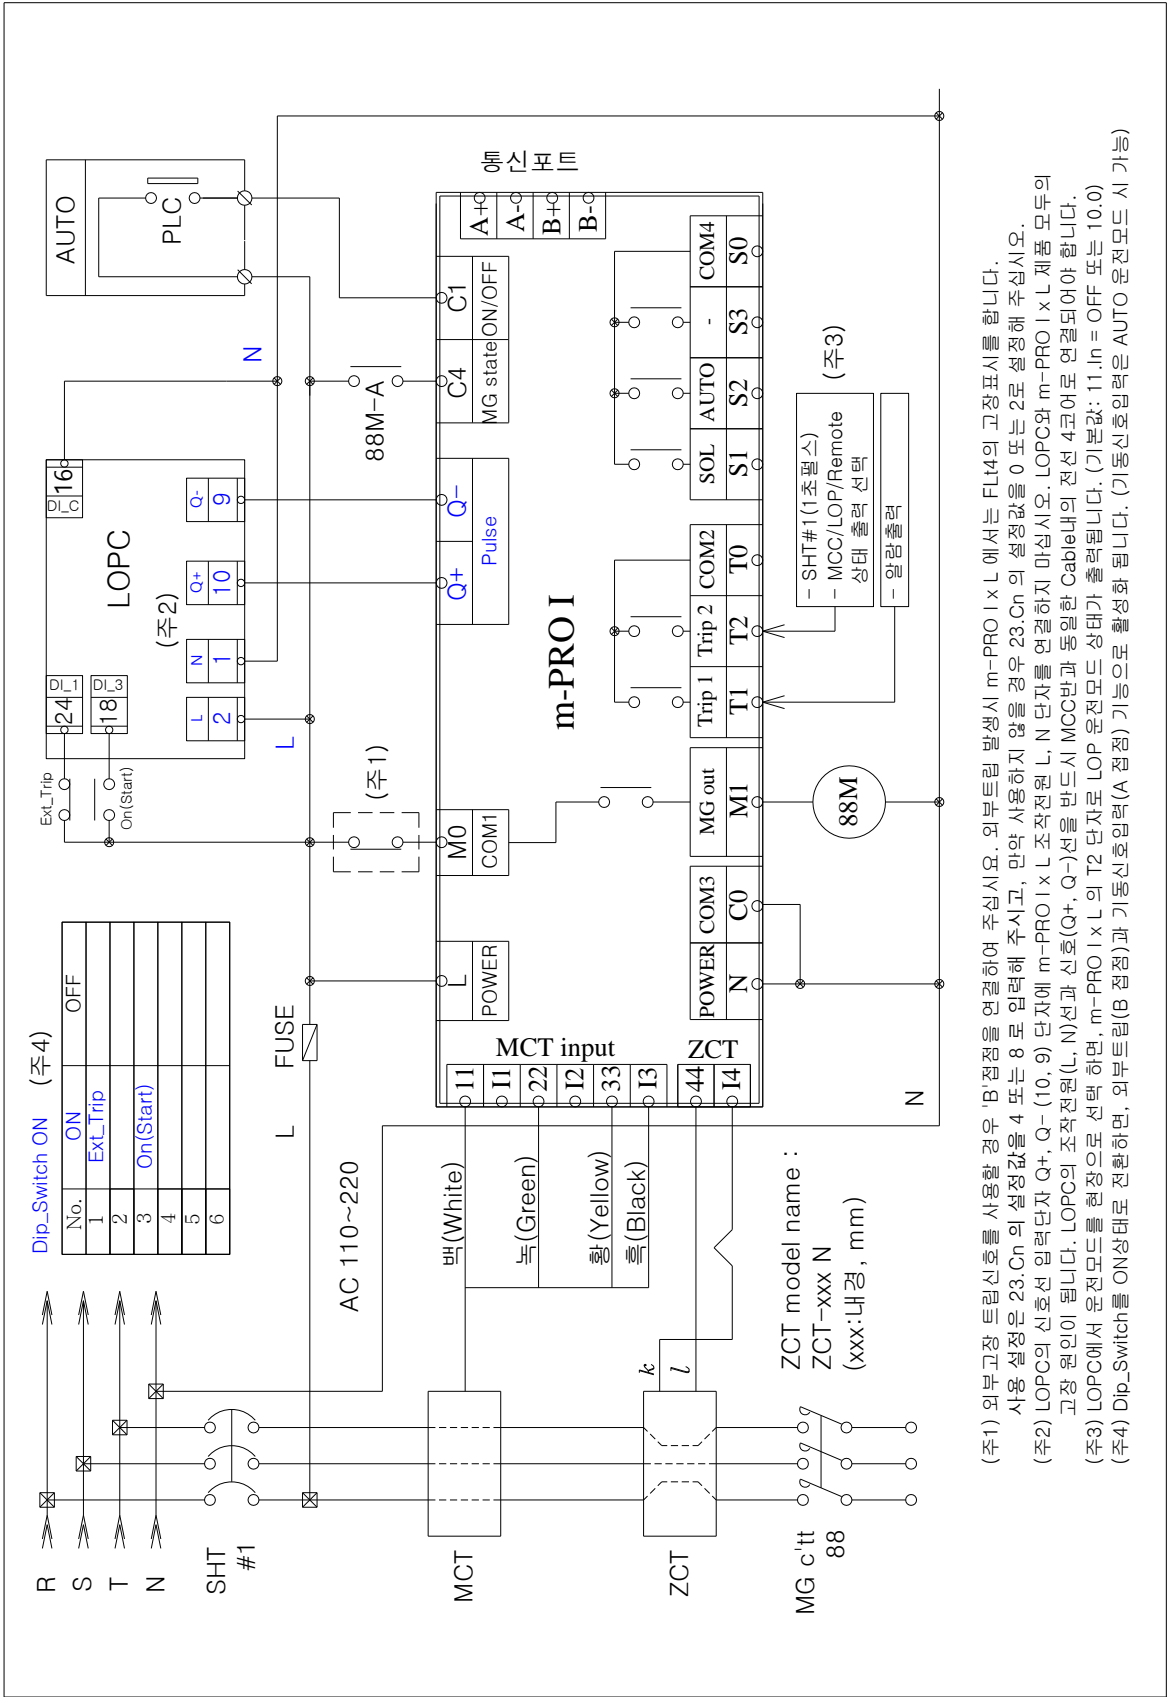 R
S
T
N
SHT
#1
MCT
ZCT
MG c'tt
88
Dip_Switch ON
(주4)
No. ON OFF
1 Ext_Trip
2
3 On(Start)
4
5
6
L FUSE
AC 110~220
백(White)
녹(Green)
황(Yellow)
흑(Black)
k
l
ZCT model name :
ZCT-xxx N
(xxx:내경, mm)
N
Ext_Trip
On(Start)
24 DI_1
18 DI_3
16 DI_C
LOPC
(주2)
L N Q+ Q-
2 1 10 9
L
N
AUTO
PLC
(주1)
88M-A
통신포트
L M0 Q+ Q- C4 C1
POWER COM1 Pulse MG state ON/OFF
A+
A-
B+
B-
m-PRO I
MCT input
11
I1
22
I2
33
I3
ZCT
44
I4
POWER COM3 MG out Trip 1 Trip 2 COM2 SOL AUTO - COM4
N C0 M1 T1 T2 T0 S1 S2 S3 S0
88M
- SHT#1(1초펄스)
- MCC/LOP/Remote
상태 출력 선택
- 알람출력
(주3)
(주1) 외부고장 트립신호를 사용할 경우 'B'접점을 연결하여 주십시요. 외부트립 발생시 m-PRO I x L 에서는 FLt4의 고장표시를 합니다.
사용 설정은 23.Cn 의 설정값을 4 또는 8 로 입력해 주시고, 만약 사용하지 않을 경우 23.Cn 의 설정값을 0 또는 2로 설정해 주십시오.
(주2) LOPC의 신호선 입력단자 Q+, Q- (10, 9) 단자에 m-PRO I x L 조작전원 L, N 단자를 연결하지 마십시오. LOPC와 m-PRO I x L 제품 모두의
고장 원인이 됩니다. LOPC의 조작전원(L, N)선과 신호(Q+, Q-)선을 반드시 MCC반과 동일한 Cable내의 전선 4코어로 연결되어야 합니다.
(주3) LOPC에서 운전모드를 현장으로 선택 하면, m-PRO I x L 의 T2 단자로 LOP 운전모드 상태가 출력됩니다. (기본값: 11.In = OFF 또는 10.0)
(주4) Dip_Switch를 ON상태로 전환하면, 외부트립(B 접점)과 기동신호입력(A 접점) 기능으로 활성화 됩니다. (기동신호입력은 AUTO 운전모드 시 가능)